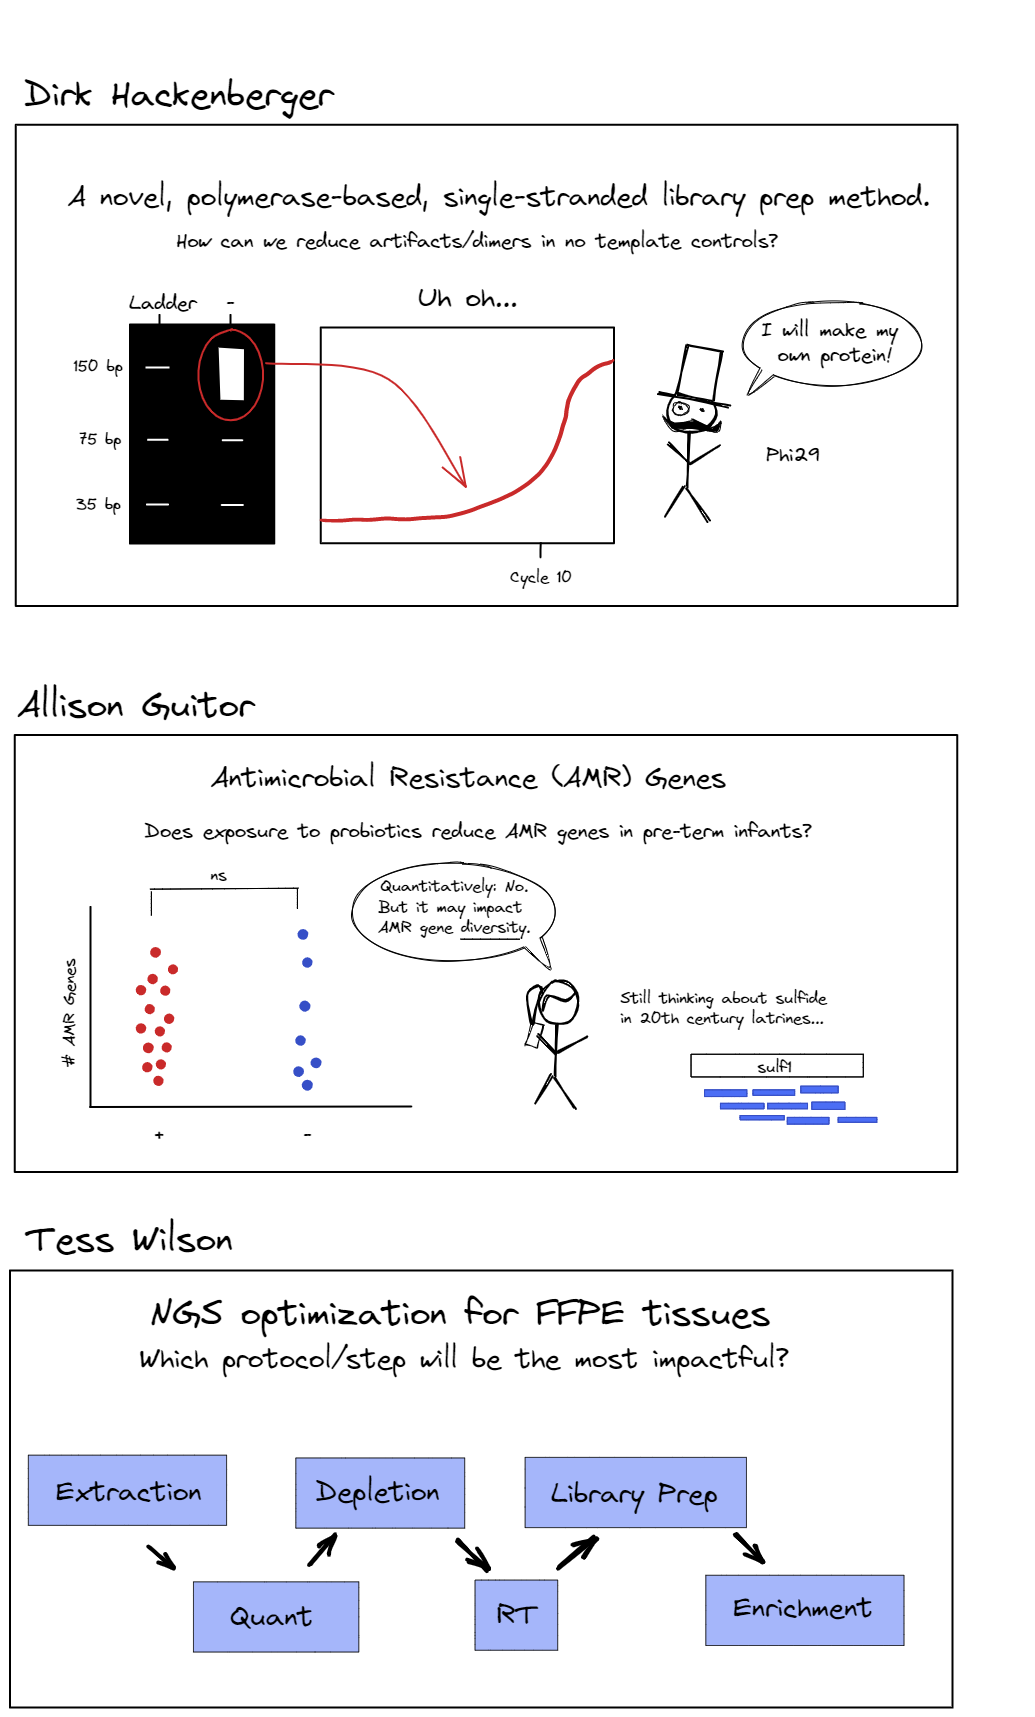 Dirk Hackenberger
A novel, polymerase-based, single-stranded library prep method.
How can we reduce artifacts/dimers in no template controls?
Ladder -
150 bp
75 bp
35 bp
Uh oh...
Cycle 10
I will make my
own protein!
Phi29
Allison Guitor
Antimicrobial Resistance (AMR) Genes
Does exposure to probiotics reduce AMR genes in pre-term infants?
ns
# AMR Genes
+ -
Quantitatively: No.
But it may impact
AMR gene diversity.
Still thinking about sulfide
in 20th century latrines...
sulf1
Tess Wilson
NGS optimization for FFPE tissues
Which protocol/step will be the most impactful?
Extraction
Quant
Depletion
RT
Library Prep
Enrichment